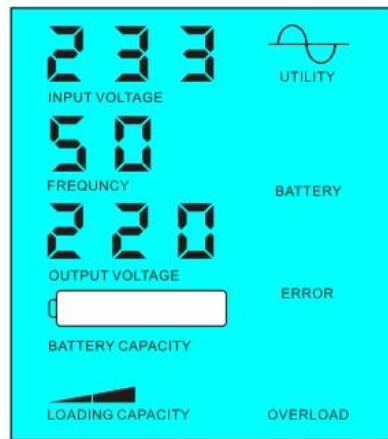 233
UTILITY
INPUT VOLTAGE
50
FREQUNCY
BATTERY
220
OUTPUT VOLTAGE
ERROR
BATTERY CAPACITY
LOADING CAPACITY
OVERLOAD